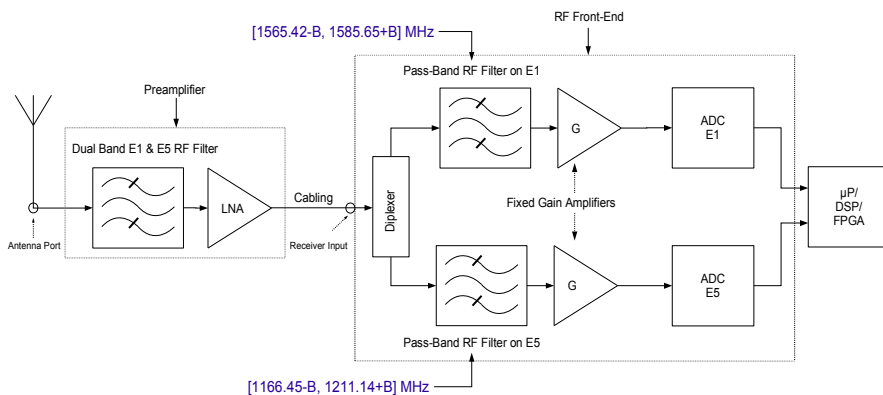 [1565.42-B, 1585.65+B] MHz
RF Front-End
Pass-Band RF Filter on E1
Preamplifier
Dual Band E1 & E5 RF Filter
G
ADC
E1
LNA
Cabling
Diplexer
Fixed Gain Amplifiers
µP/
DSP/
FPGA
Antenna Port
Receiver Input
G
ADC
E5
Pass-Band RF Filter on E5
[1166.45-B, 1211.14+B] MHz